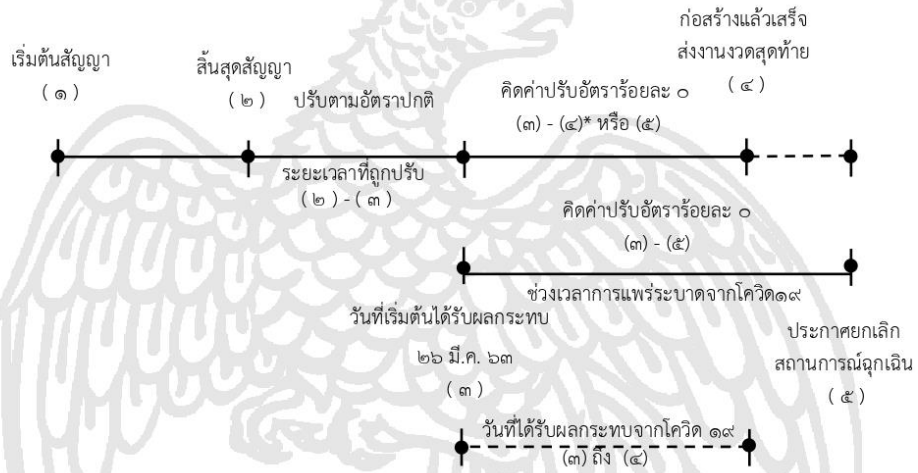 ก่อสร้างแล้วเสร็จ
ส่งงานงวดสุดท้าย
( ๔ )
เริ่มต้นสัญญา
( ๑ )
สิ้นสุดสัญญา
( ๒ )
ปรับตามอัตราปกติ
คิดค่าปรับอัตราร้อยละ ๐
(๓) - (๔)* หรือ (๕)
ระยะเวลาที่ถูกปรับ
( ๒ ) - ( ๓ )
คิดค่าปรับอัตราร้อยละ ๐
(๓) - (๕)
ช่วงเวลาการแพร่ระบาดจากโควิด๑๙
วันที่เริ่มต้นได้รับผลกระทบ
๒๖ มี.ค. ๖๓
( ๓ )
ประกาศยกเลิก
สถานการณ์ฉุกเฉิน
( ๕ )
วันที่ได้รับผลกระทบจากโควิด ๑๙
(๓) ถึง (๔)